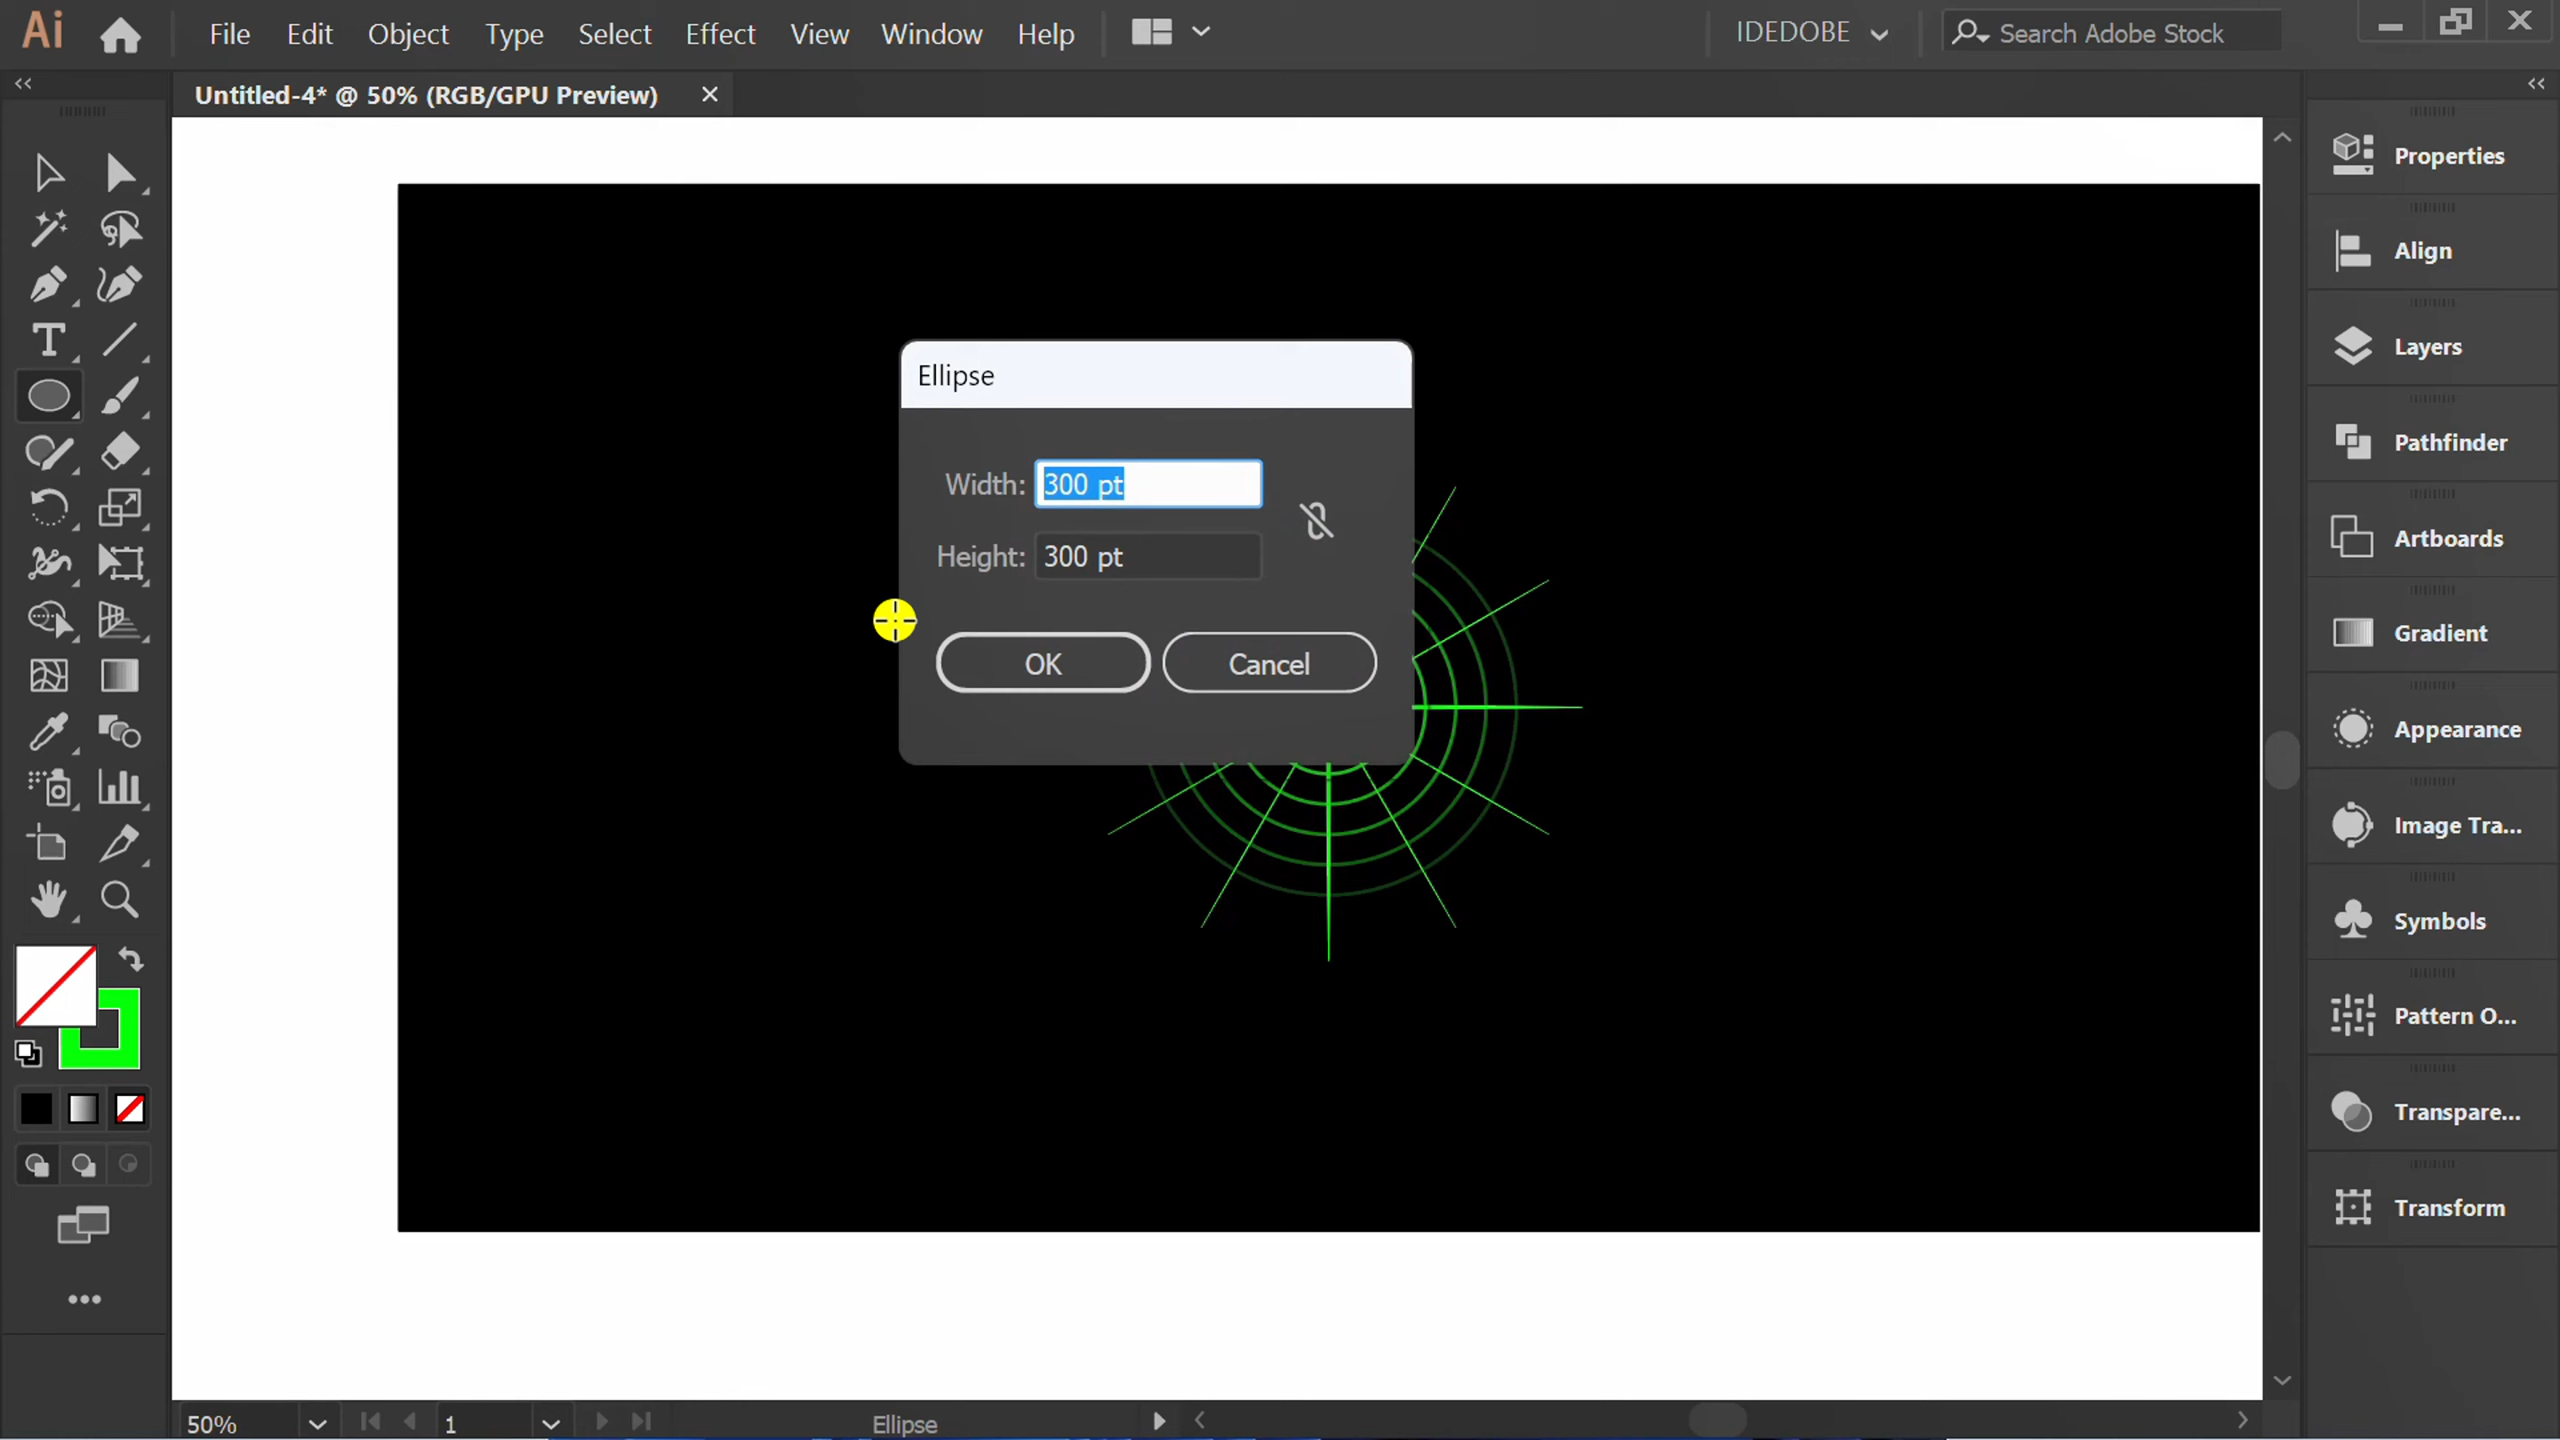 Ai
File Edit Object Type Select Effect View Window Help
IDEDOBE
Search Adobe Stock
Untitled-4* @ 50% (RGB/GPU Preview)
Ellipse
Width: 300 pt
Height: 300 pt
OK Cancel
Properties
Align
Layers
Pathfinder
Artboards
Gradient
Appearance
Image Tra...
Symbols
Pattern O...
Transpare...
Transform
50% 1 Ellipse